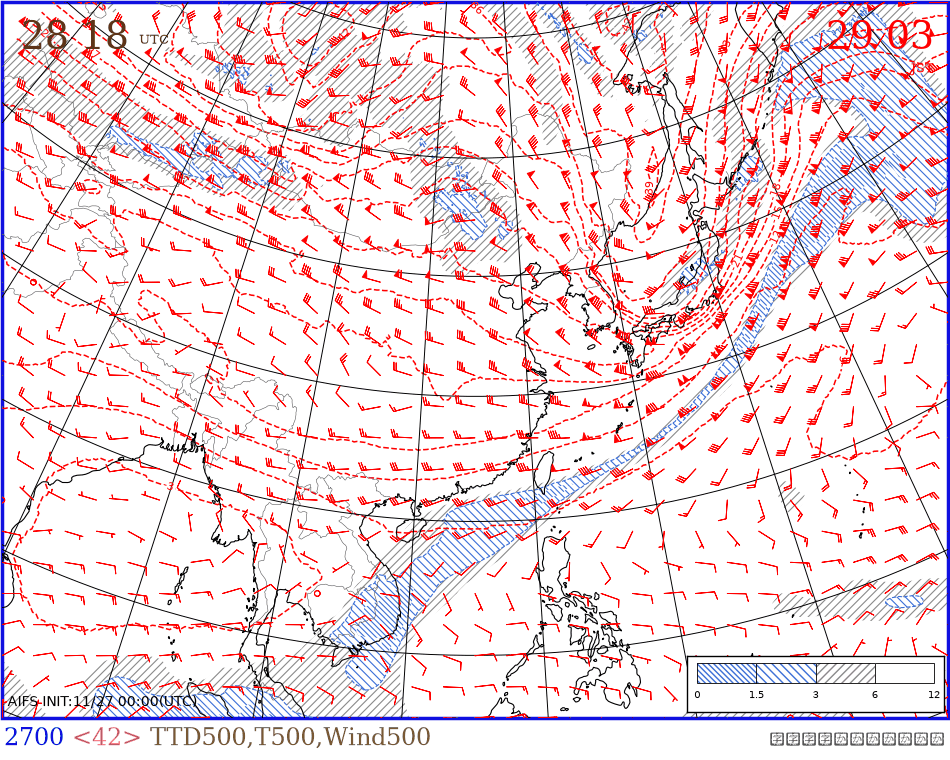 28.18 UTC
29.03
AIFS-INIT:11/27 00:00(UTC)
0 1.5 3 6 12
2700 <42> TTD500,T500,Wind500